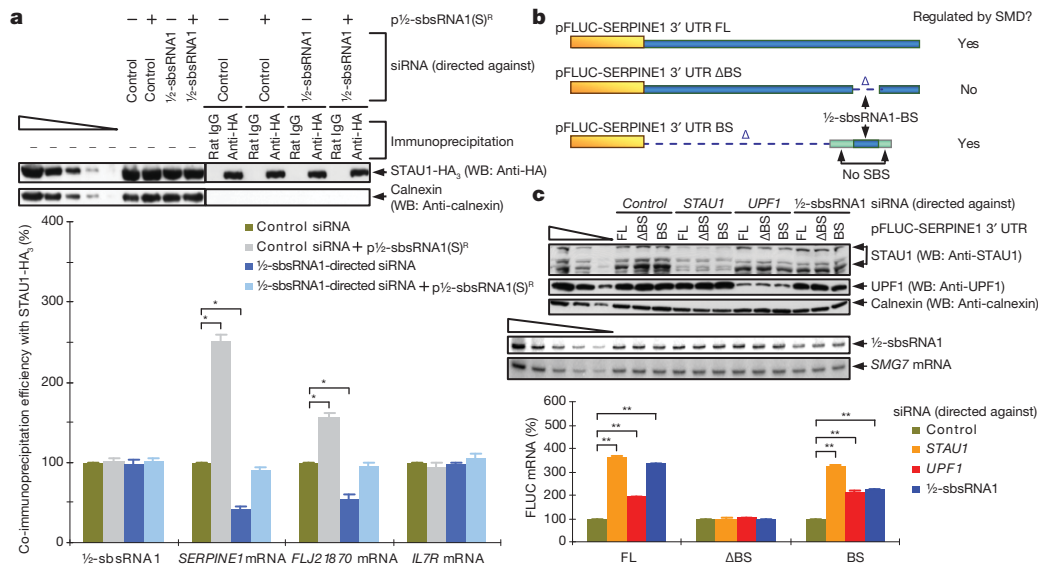 a
p½-sbsRNA1(S)ᴿ
+ + + +
Control
Control
½-sbsRNA1
½-sbsRNA1
Control
Control
½-sbsRNA1
½-sbsRNA1
siRNA (directed against)
Rat IgG
Anti-HA
Rat IgG
Anti-HA
Rat IgG
Anti-HA
Rat IgG
Anti-HA
Immunoprecipitation
– – – – – – – – –
STAU1-HA₃ (WB: Anti-HA)
Calnexin
(WB: Anti-calnexin)
Co-immunoprecipitation efficiency with STAU1-HA₃ (%)
400
300
200
100
0
Control siRNA
Control siRNA + p½-sbsRNA1(S)ᴿ
½-sbsRNA1-directed siRNA
½-sbsRNA1-directed siRNA + p½-sbsRNA1(S)ᴿ
* * * *
½-sbsRNA1
SERPINE1 mRNA
FLJ21870 mRNA
IL7R mRNA
b
Regulated by SMD?
pFLUC-SERPINE1 3′ UTR FL
Yes
pFLUC-SERPINE1 3′ UTR ΔBS
Δ
No
½-sbsRNA1-BS
pFLUC-SERPINE1 3′ UTR BS
Δ
Yes
No SBS
c
Control STAU1 UPF1 ½-sbsRNA1 siRNA (directed against)
FL ΔBS BS FL ΔBS BS FL ΔBS BS FL ΔBS BS
pFLUC-SERPINE1 3′ UTR
STAU1 (WB: Anti-STAU1)
UPF1 (WB: Anti-UPF1)
Calnexin (WB: Anti-calnexin)
½-sbsRNA1
SMG7 mRNA
FLUC mRNA (%)
600
500
400
300
200
100
0
** ** ** ** ** **
siRNA (directed against)
Control
STAU1
UPF1
½-sbsRNA1
FL
ΔBS
BS